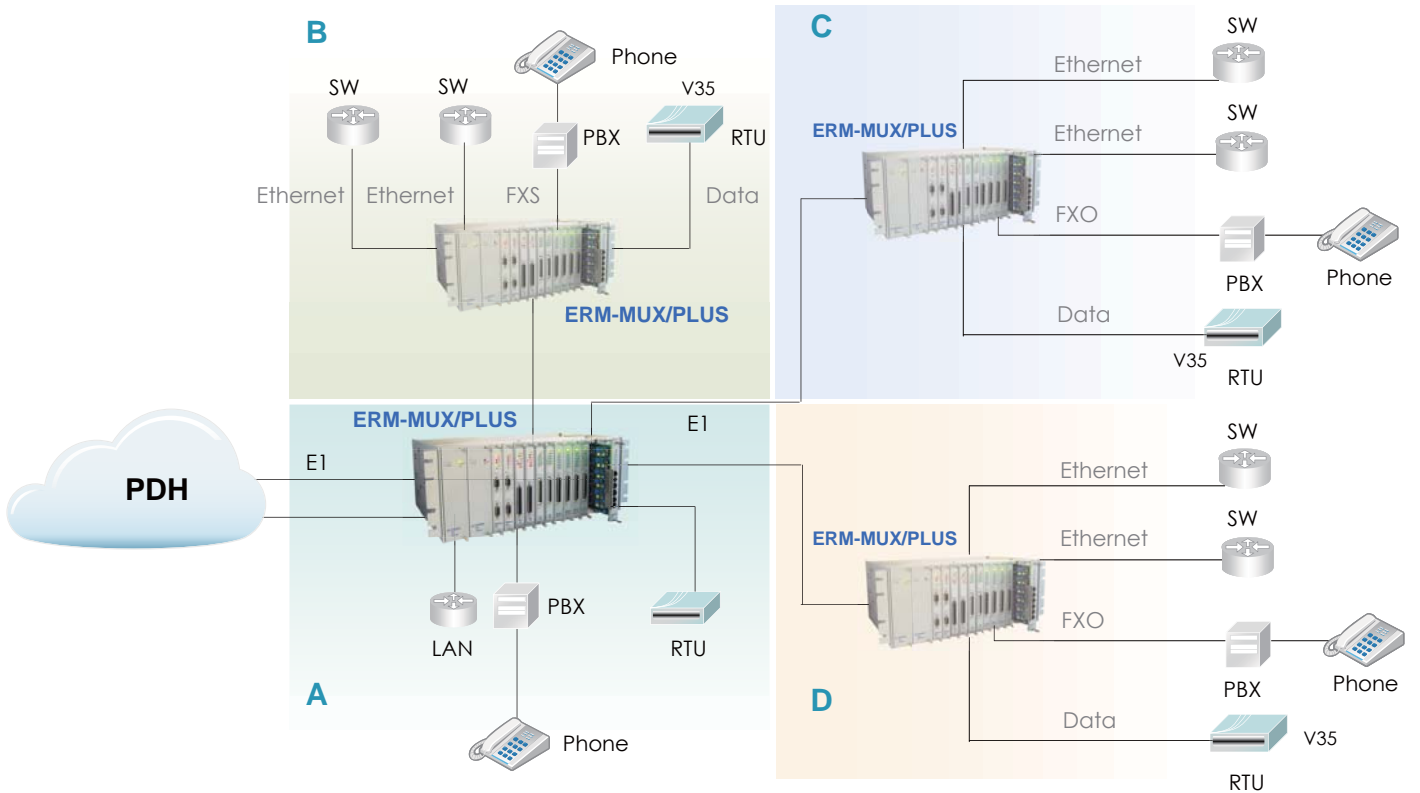 B
Phone
SW
SW
V35
PBX
RTU
Ethernet
Ethernet
FXS
Data
ERM-MUX/PLUS
C
SW
Ethernet
SW
ERM-MUX/PLUS
Ethernet
FXO
PBX
Phone
Data
V35
RTU
ERM-MUX/PLUS
E1
E1
PDH
LAN
PBX
RTU
A
Phone
SW
Ethernet
SW
ERM-MUX/PLUS
Ethernet
FXO
PBX
Phone
D
Data
V35
RTU